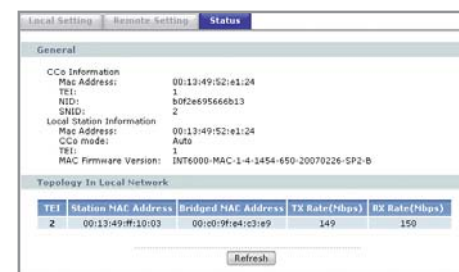 Local Setting Remote Setting Status
General
CCo Information
Mac Address: 00:13:49:52:e1:24
TEI: 1
NID: b0f2e695666b13
SNID: 2
Local Station Information
Mac Address: 00:13:49:52:e1:24
CCo mode: Auto
TEI: 1
MAC Firmware Version: INT6000-MAC-1-4-1454-650-20070226-SP2-B
Topology In Local Network
TEI Station MAC Address Bridged MAC Address TX Rate(Mbps) RX Rate(Mbps)
2 00:13:49:ff:10:03 00:c0:9f:e4:c3:e9 149 150
Refresh